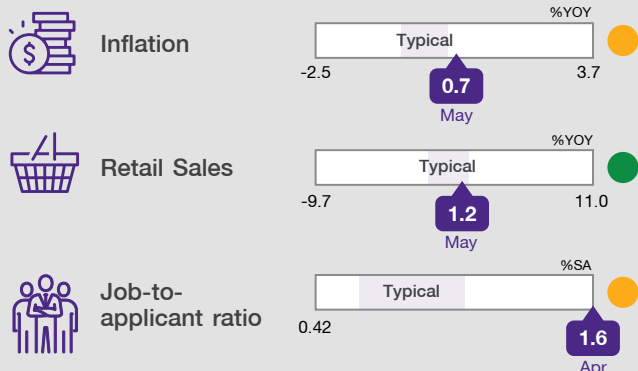 %YOY
Inflation
Typical
$
-2.5
3.7
0.7
May
%YOY
Retail Sales
Typical
-9.7
11.0
1.2
May
%SA
Job-to-
applicant ratio
Typical
0.42
1.6
Apr